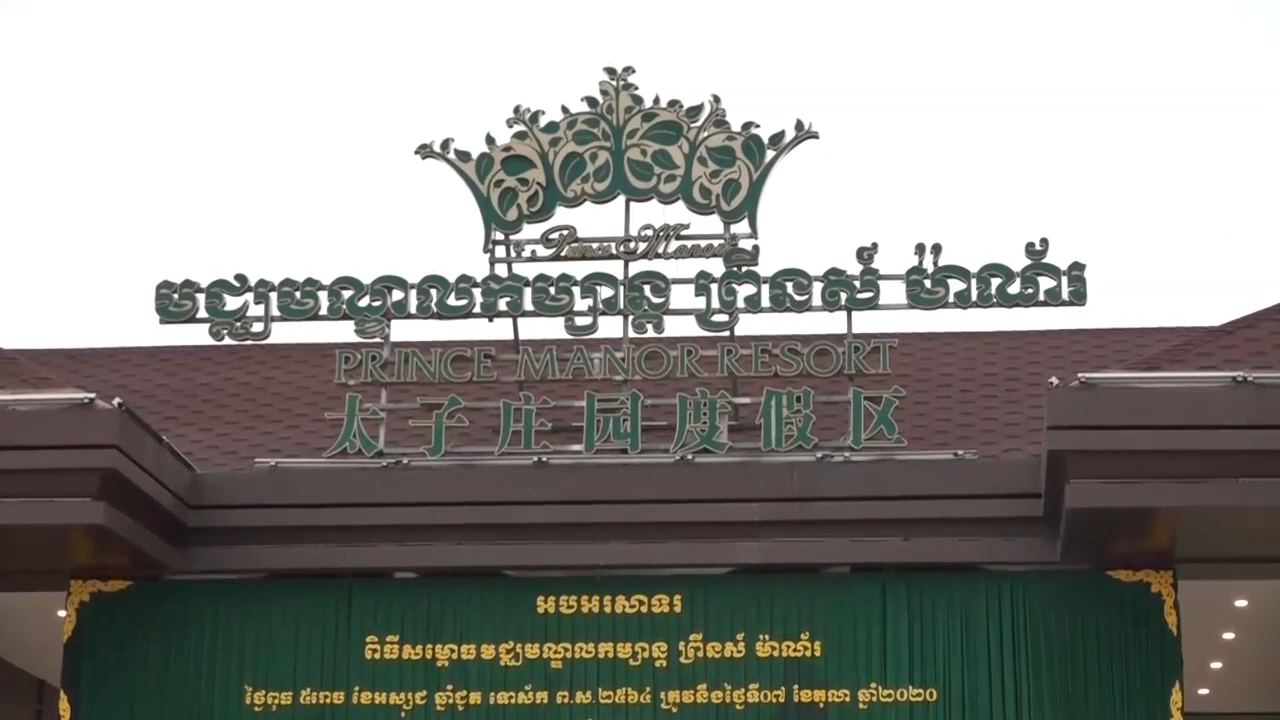 Prince Manor
មជ្ឈមណ្ឌលកម្សាន្ត ព្រីនស៍ ម៉ាណ័រ
PRINCE MANOR RESORT
太子庄园度假区
អបអរសាទរ
ពិធីសម្ពោធមជ្ឈមណ្ឌលកម្សាន្ត ព្រីនស៍ ម៉ាណ័រ
ថ្ងៃពុធ ៥រោច ខែអស្សុជ ឆ្នាំជូត ទោស័ក ព.ស.២៥៦៤ ត្រូវនឹងថ្ងៃទី០៧ ខែតុលា ឆ្នាំ២០២០